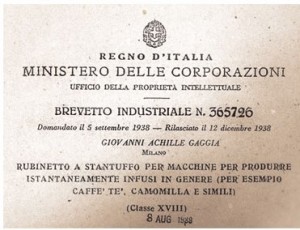 REGNO D'ITALIA
MINISTERO DELLE CORPORAZIONI
UFFICIO DELLA PROPRIETÀ INTELLETTUALE
BREVETTO INDUSTRIALE N. 365726
Domandato il 5 settembre 1938 — Rilasciato il 12 dicembre 1938
GIOVANNI ACHILLE GAGGIA
MILANO
RUBINETTO A STANTUFFO PER MACCHINE PER PRODURRE
ISTANTANEAMENTE INFUSI IN GENERE (PER ESEMPIO
CAFFE' TE', CAMOMILLA E SIMILI)
(Classe XVIII)
8 AUG